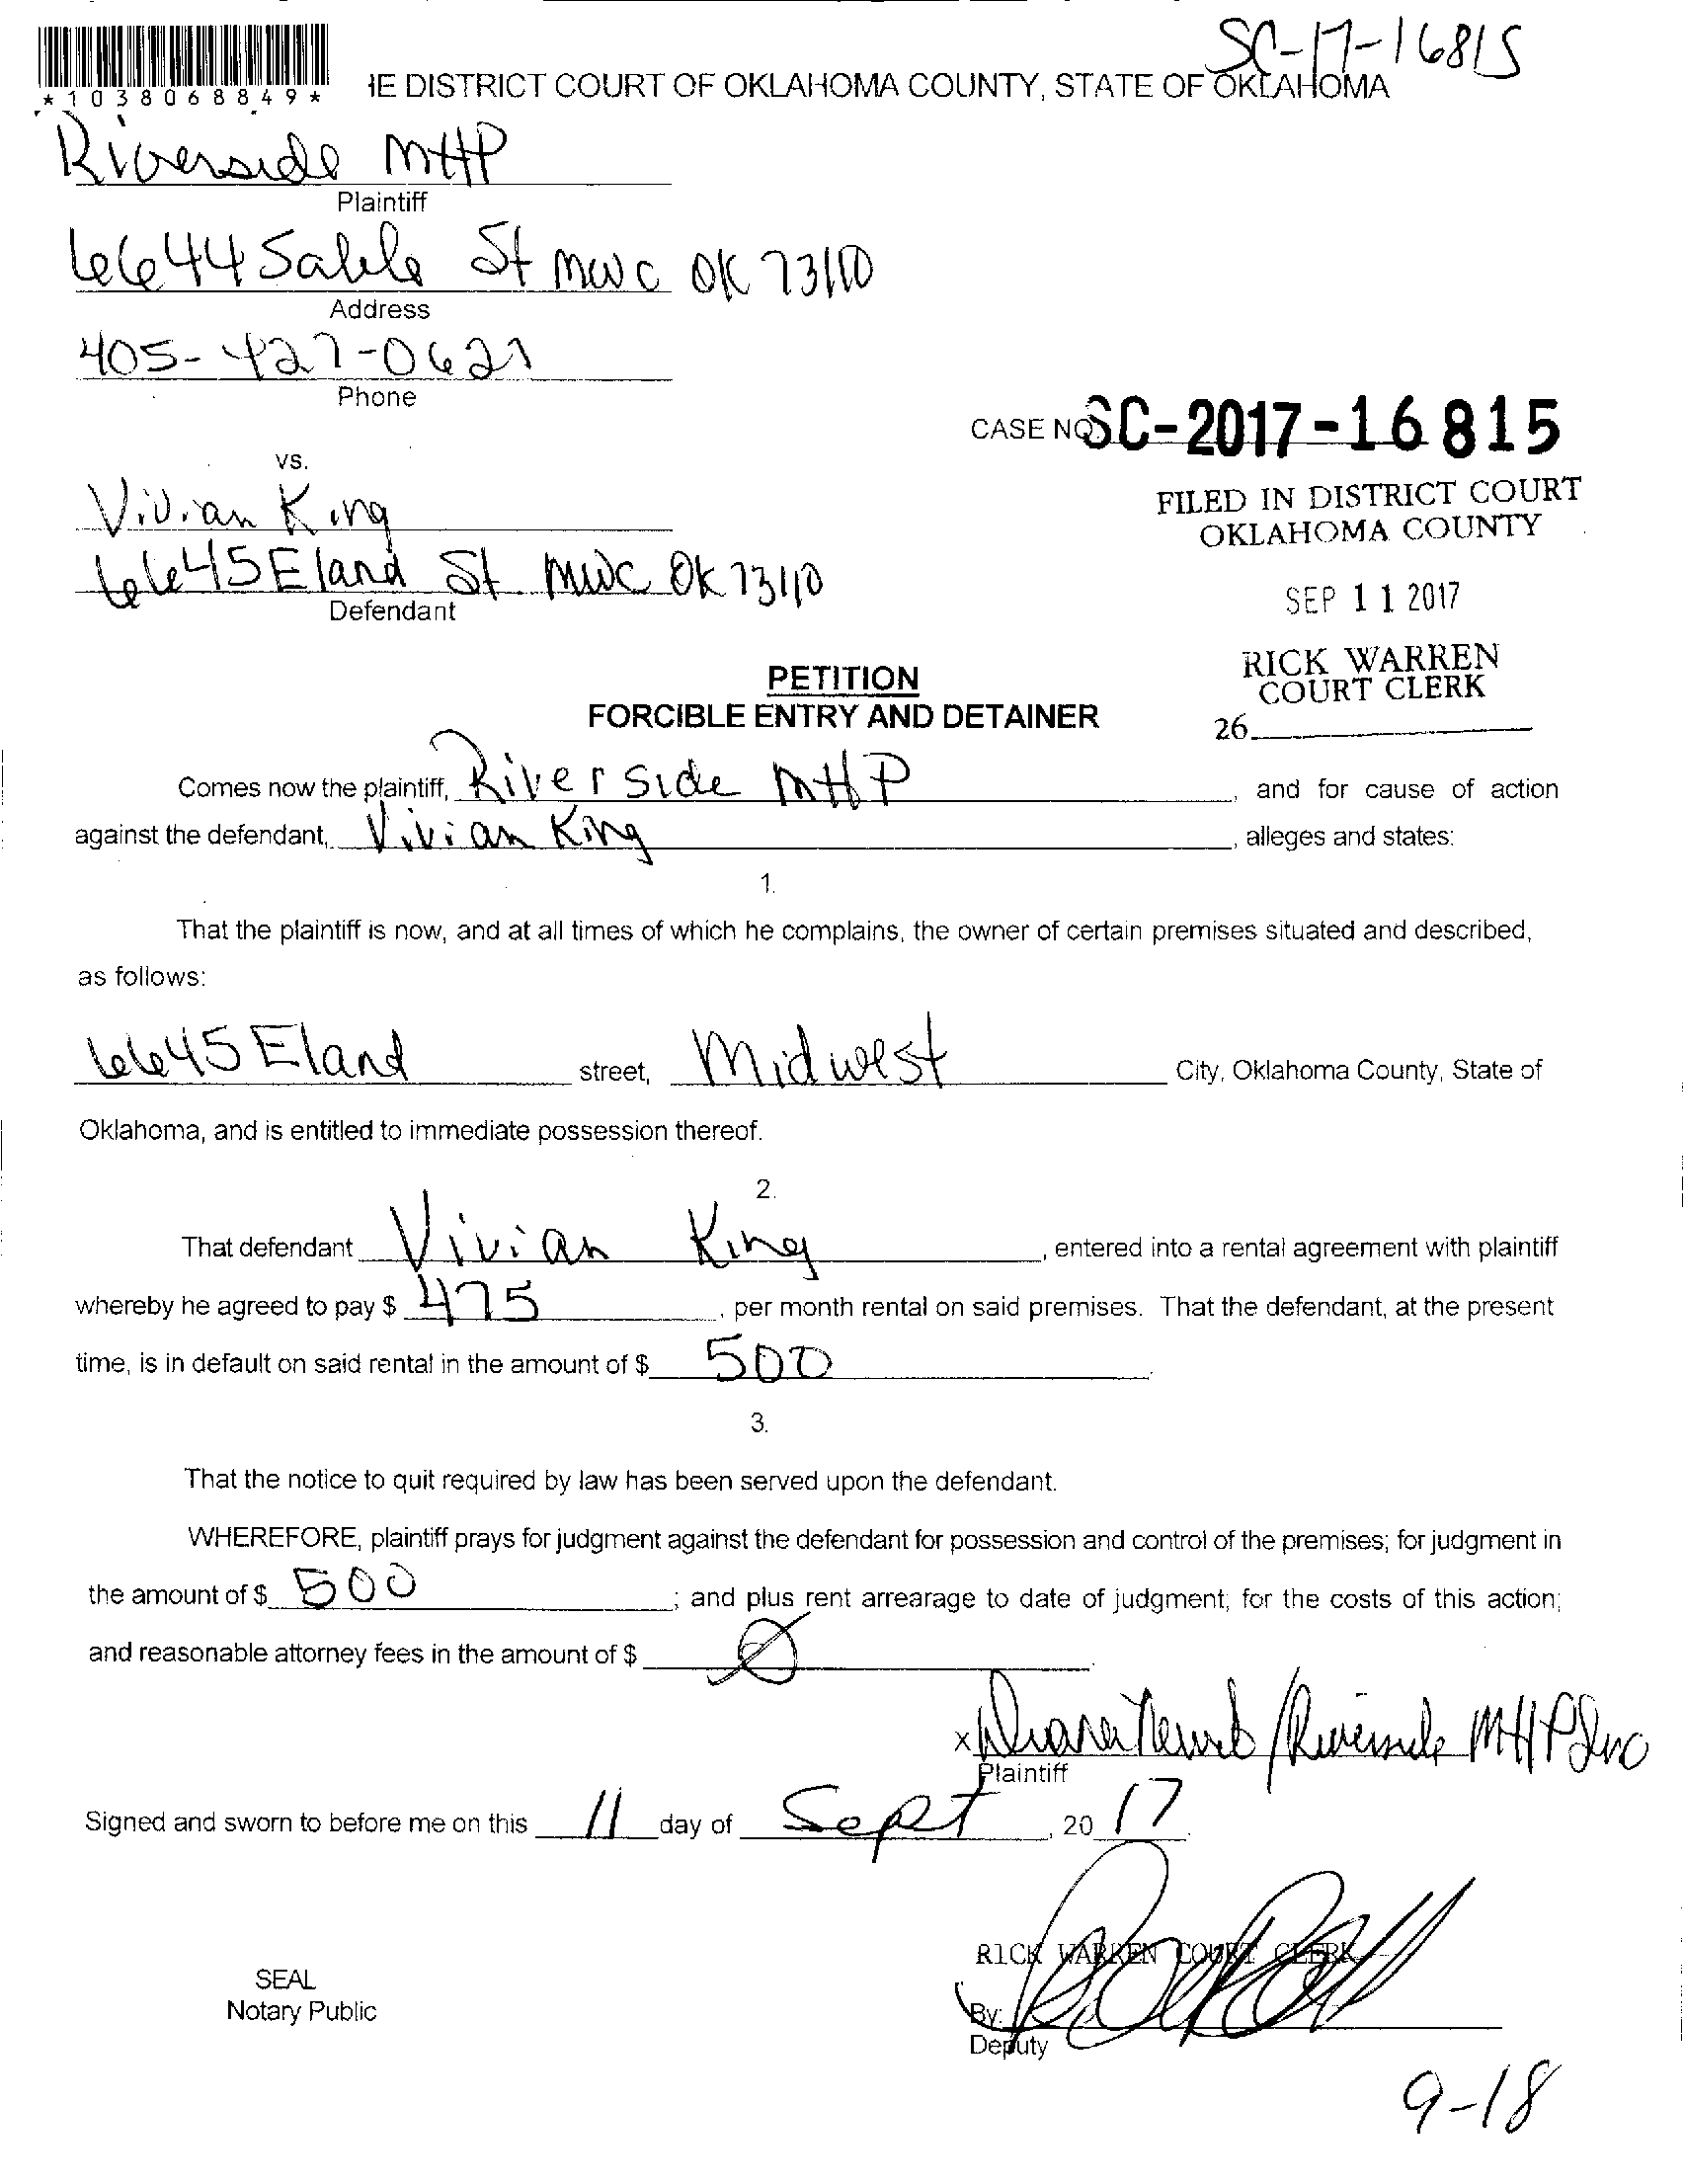 SC-17-16815
*1038068849*
HE DISTRICT COURT OF OKLAHOMA COUNTY, STATE OF OKLAHOMA
Riverside MHP
Plaintiff
6644 Sable St MWC OK 73110
Address
405-427-0621
Phone
CASE NO. SC-2017-16815
vs.
FILED IN DISTRICT COURT
OKLAHOMA COUNTY
Vivian King
6645 Eland St MWC OK 73110
Defendant
SEP 11 2017
RICK WARREN
COURT CLERK
26
PETITION
FORCIBLE ENTRY AND DETAINER
Comes now the plaintiff, Riverside MHP, and for cause of action
against the defendant, Vivian King, alleges and states:
1.
That the plaintiff is now, and at all times of which he complains, the owner of certain premises situated and described,
as follows:
6645 Eland street, Midwest City, Oklahoma County, State of
Oklahoma, and is entitled to immediate possession thereof.
2.
That defendant Vivian King, entered into a rental agreement with plaintiff
whereby he agreed to pay $ 475, per month rental on said premises. That the defendant, at the present
time, is in default on said rental in the amount of $ 500.
3.
That the notice to quit required by law has been served upon the defendant.
WHEREFORE, plaintiff prays for judgment against the defendant for possession and control of the premises; for judgment in
the amount of $ 500; and plus rent arrearage to date of judgment; for the costs of this action;
and reasonable attorney fees in the amount of $ Ø.
x Diana / Riverside MHP Inc
Plaintiff
Signed and sworn to before me on this 11 day of Sept, 20 17.
RICK WARREN COURT CLERK
SEAL
Notary Public
By:
Deputy
9-18